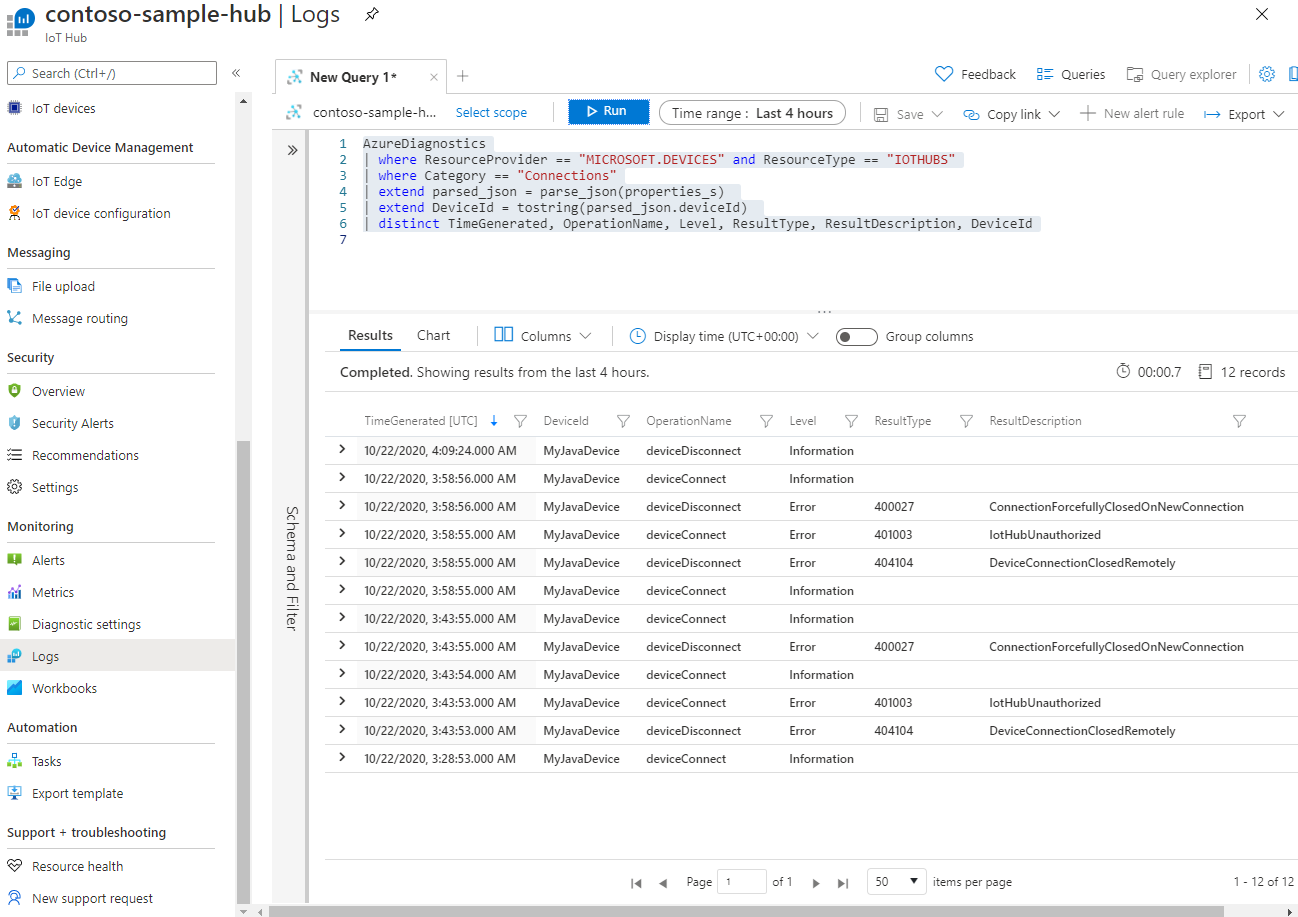 contoso-sample-hub | Logs
IoT Hub
Search (Ctrl+/)
IoT devices
Automatic Device Management
IoT Edge
IoT device configuration
Messaging
File upload
Message routing
Security
Overview
Security Alerts
Recommendations
Settings
Monitoring
Alerts
Metrics
Diagnostic settings
Logs
Workbooks
Automation
Tasks
Export template
Support + troubleshooting
Resource health
New support request
New Query 1*
Feedback Queries Query explorer
contoso-sample-h... Select scope Run Time range : Last 4 hours Save Copy link New alert rule Export
1 AzureDiagnostics
2 | where ResourceProvider == "MICROSOFT.DEVICES" and ResourceType == "IOTHUBS"
3 | where Category == "Connections"
4 | extend parsed_json = parse_json(properties_s)
5 | extend DeviceId = tostring(parsed_json.deviceId)
6 | distinct TimeGenerated, OperationName, Level, ResultType, ResultDescription, DeviceId
7
Schema and Filter
Results Chart Columns Display time (UTC+00:00) Group columns
Completed. Showing results from the last 4 hours. 00:00.7 12 records
TimeGenerated [UTC] DeviceId OperationName Level ResultType ResultDescription
10/22/2020, 4:09:24.000 AM MyJavaDevice deviceDisconnect Information
10/22/2020, 3:58:56.000 AM MyJavaDevice deviceConnect Information
10/22/2020, 3:58:56.000 AM MyJavaDevice deviceDisconnect Error 400027 ConnectionForcefullyClosedOnNewConnection
10/22/2020, 3:58:55.000 AM MyJavaDevice deviceConnect Error 401003 IotHubUnauthorized
10/22/2020, 3:58:55.000 AM MyJavaDevice deviceDisconnect Error 404104 DeviceConnectionClosedRemotely
10/22/2020, 3:58:55.000 AM MyJavaDevice deviceConnect Information
10/22/2020, 3:43:55.000 AM MyJavaDevice deviceConnect Information
10/22/2020, 3:43:55.000 AM MyJavaDevice deviceDisconnect Error 400027 ConnectionForcefullyClosedOnNewConnection
10/22/2020, 3:43:54.000 AM MyJavaDevice deviceConnect Information
10/22/2020, 3:43:53.000 AM MyJavaDevice deviceConnect Error 401003 IotHubUnauthorized
10/22/2020, 3:43:53.000 AM MyJavaDevice deviceDisconnect Error 404104 DeviceConnectionClosedRemotely
10/22/2020, 3:28:53.000 AM MyJavaDevice deviceConnect Information
Page 1 of 1 50 items per page 1 - 12 of 12